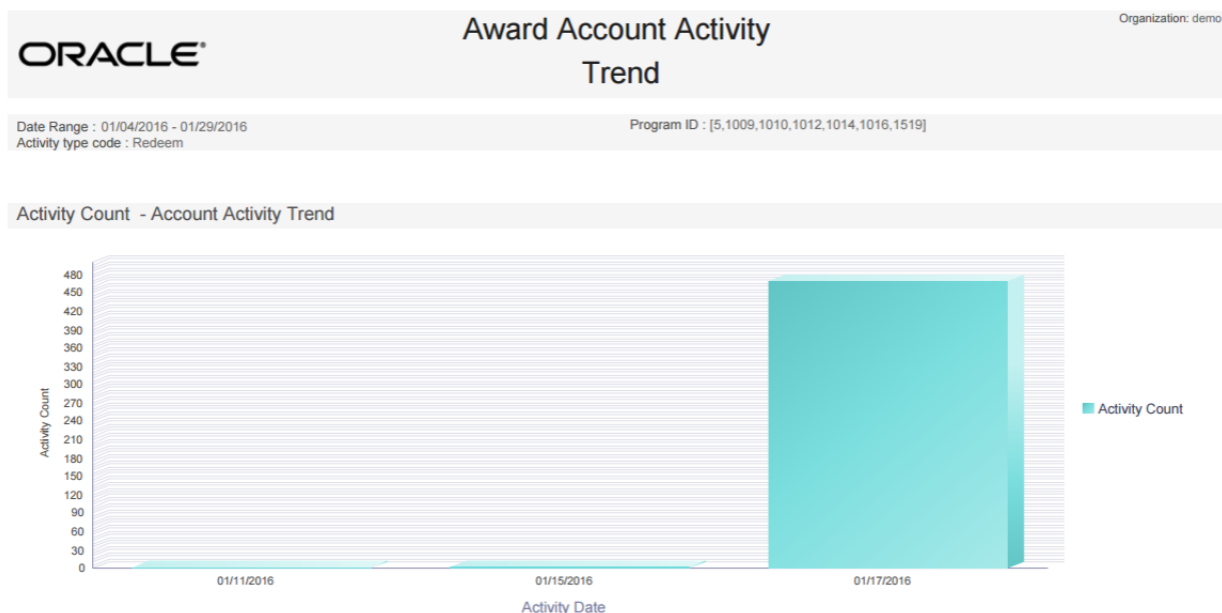 ORACLE®
Award Account Activity
Trend
Organization: demo
Date Range : 01/04/2016 - 01/29/2016
Program ID : [5,1009,1010,1012,1014,1016,1519]
Activity type code : Redeem
Activity Count - Account Activity Trend
480
450
420
390
360
330
300
270
240
210
180
150
120
90
60
30
0
Activity Count
01/11/2016
01/15/2016
01/17/2016
Activity Date
Activity Count